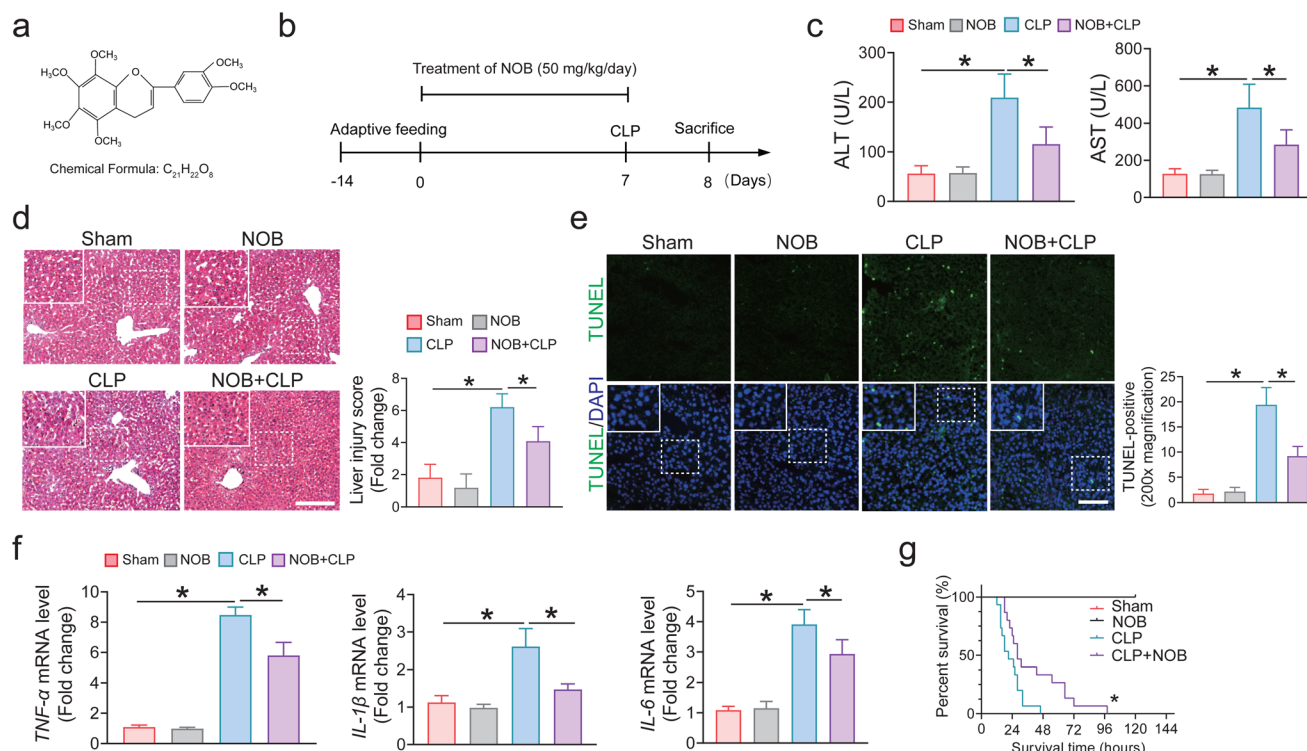 a
OCH₃
H₃CO
O
OCH₃
OCH₃
H₃CO
OCH₃
Chemical Formula: C₂₁H₂₂O₈
b
Treatment of NOB (50 mg/kg/day)
Adaptive feeding
CLP
Sacrifice
-14
0
7
8
(Days)
c
Sham
NOB
CLP
NOB+CLP
ALT (U/L)
300
200
100
0
*
*
AST (U/L)
800
600
400
200
0
*
*
d
Sham
NOB
CLP
NOB+CLP
Sham
NOB
CLP
NOB+CLP
Liver injury score
(Fold change)
8
6
4
2
0
*
*
e
Sham
NOB
CLP
NOB+CLP
TUNEL
TUNEL/DAPI
TUNEL-positive
(200x magnification)
25
20
15
10
5
0
*
*
f
Sham
NOB
CLP
NOB+CLP
TNF-α mRNA level
(Fold change)
10
8
6
4
2
0
*
*
IL-1β mRNA level
(Fold change)
4
3
2
1
0
*
*
IL-6 mRNA level
(Fold change)
5
4
3
2
1
0
*
*
g
Percent survival (%)
100
50
0
Sham
NOB
CLP
CLP+NOB
*
0
24
48
72
96
120
144
Survival time (hours)